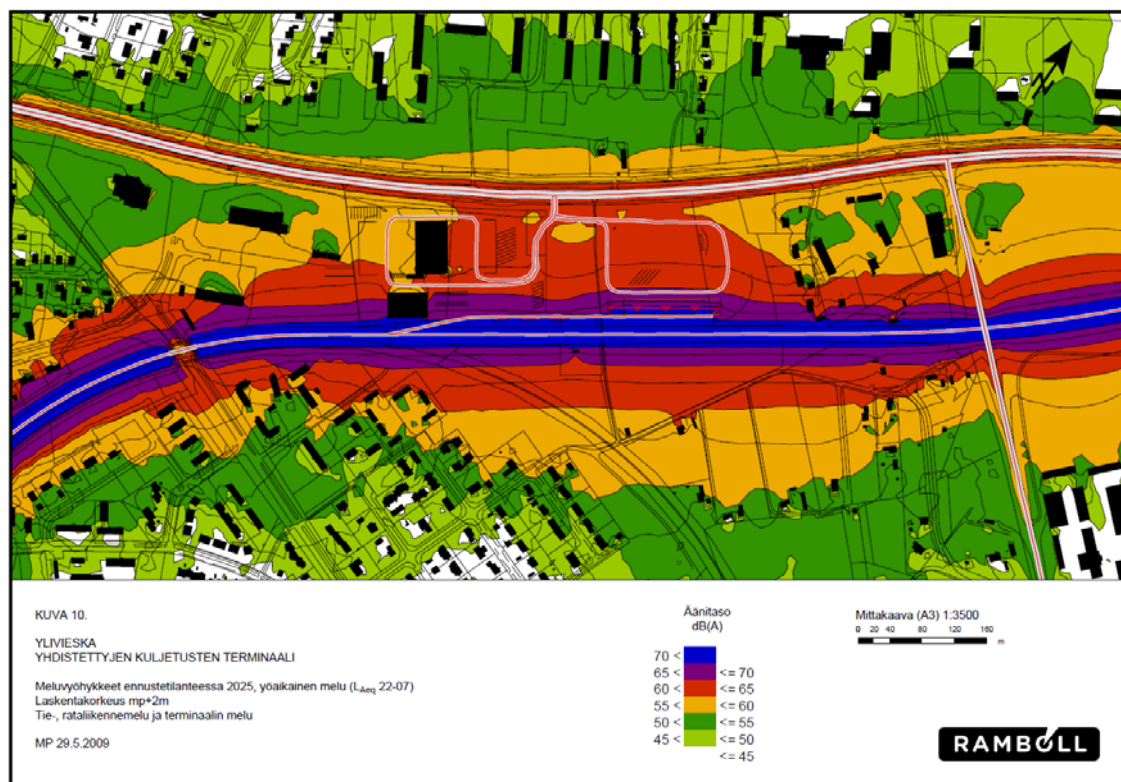 KUVA 10.
YLIVIESKA
YHDISTETTYJEN KULJETUSTEN TERMINAALI
Meluvyöhykkeet ennustetilanteessa 2025, yöaikainen melu (LAeq 22-07)
Laskentakorkeus mp+2m
Tie-, rataliikennemelu ja terminaalin melu
MP 29.5.2009
Äänitaso
dB(A)
70 <
65 < <= 70
60 < <= 65
55 < <= 60
50 < <= 55
45 < <= 50
<= 45
Mittakaava (A3) 1:3500
0 20 40 80 120 160
m
RAMBOLL